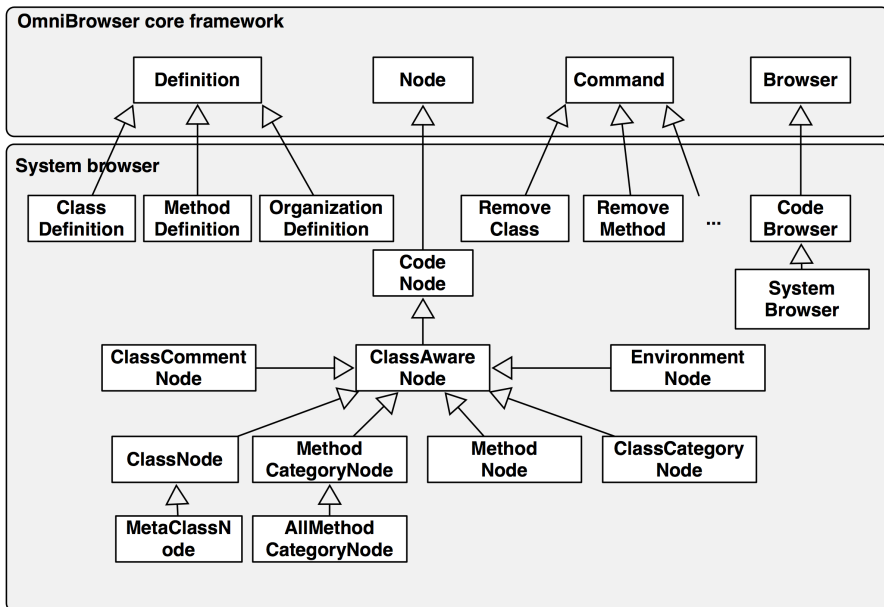 OmniBrowser core framework
Definition
Node
Command
Browser
System browser
Class
Definition
Method
Definition
Organization
Definition
Remove
Class
Remove
Method
...
Code
Browser
Code
Node
System
Browser
ClassComment
Node
ClassAware
Node
Environment
Node
ClassNode
Method
CategoryNode
Method
Node
ClassCategory
Node
MetaClassN
ode
AllMethod
CategoryNode